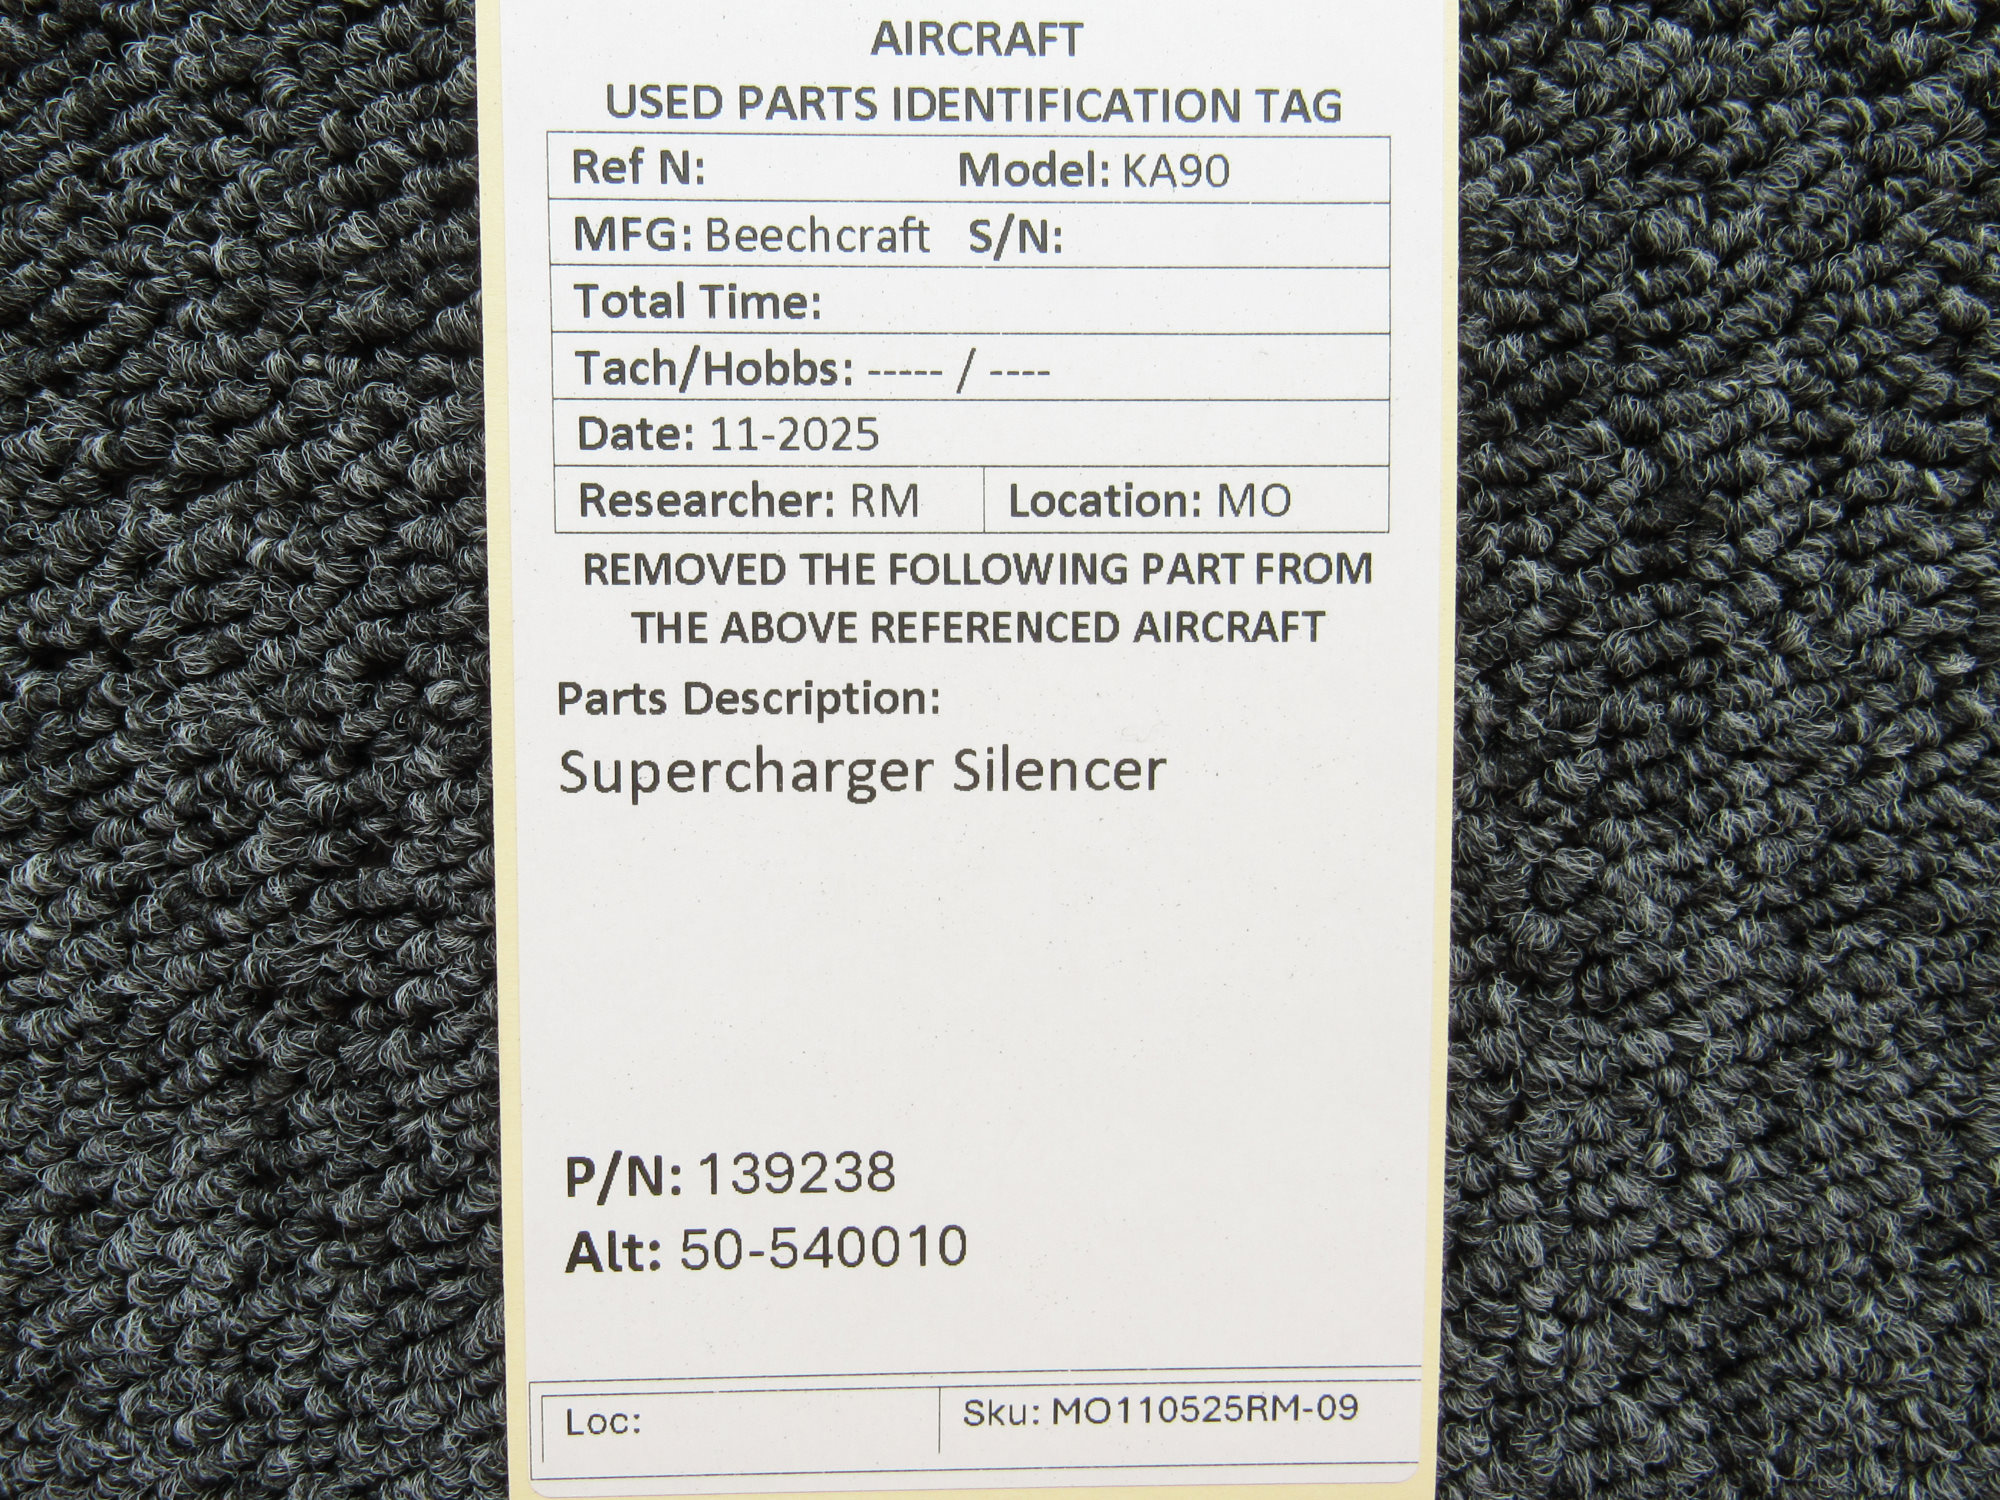 AIRCRAFT
USED PARTS IDENTIFICATION TAG
Ref N: Model: KA90
MFG: Beechcraft S/N:
Total Time:
Tach/Hobbs: ----- / ----
Date: 11-2025
Researcher: RM Location: MO
REMOVED THE FOLLOWING PART FROM
THE ABOVE REFERENCED AIRCRAFT
Parts Description:
Supercharger Silencer
P/N: 139238
Alt: 50-540010
Loc: Sku: MO110525RM-09